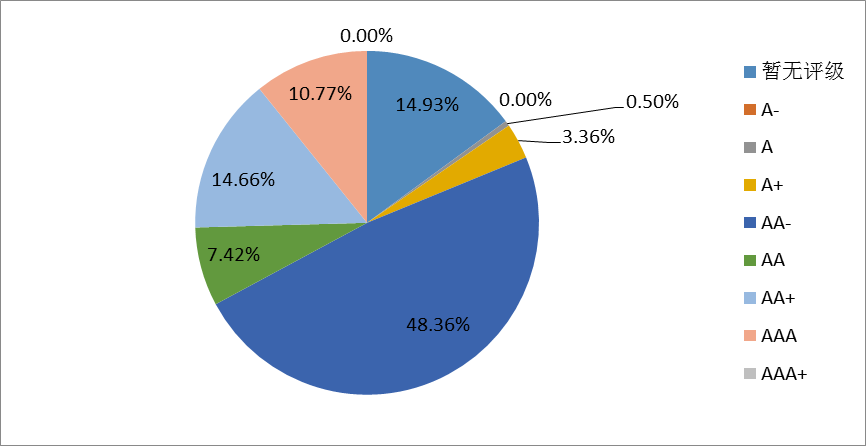 0.00%
10.77%
14.93%
0.00%
0.50%
3.36%
14.66%
7.42%
48.36%
暂无评级
A-
A
A+
AA-
AA
AA+
AAA
AAA+